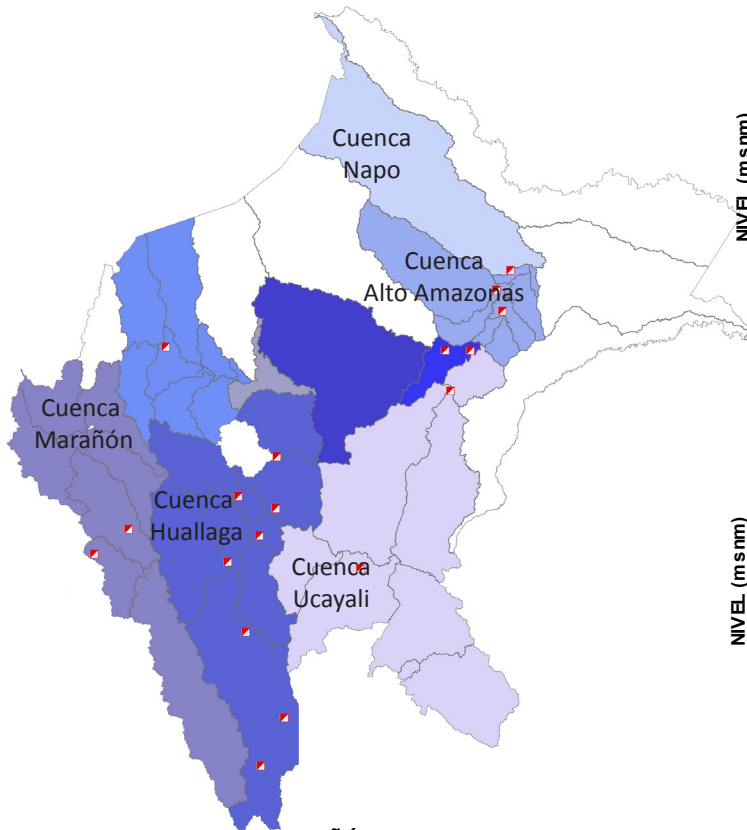 Cuenca
Napo
NIVEL (msnm)
Cuenca
Alto Amazonas
Cuenca
Marañón
Cuenca
Huallaga
Cuenca
Ucayali
NIVEL (msnm)